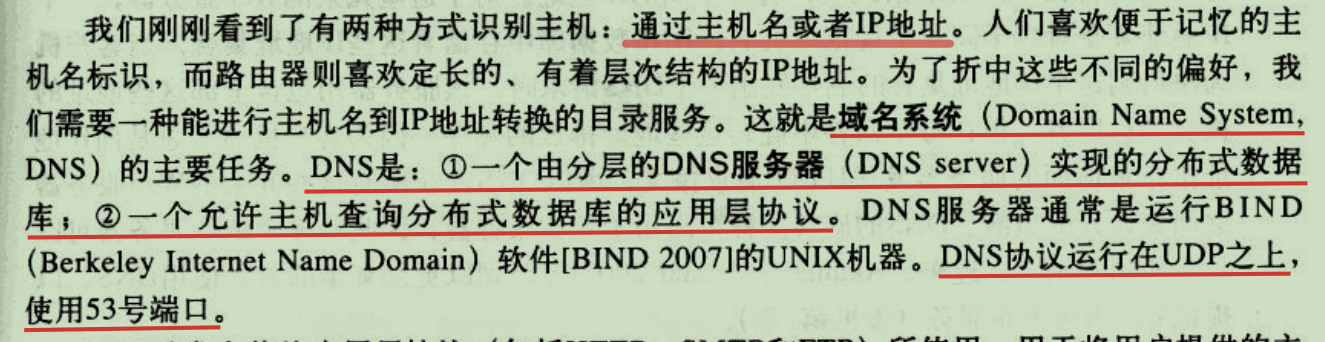 我们刚刚看到了有两种方式识别主机：通过主机名或者IP地址。人们喜欢便于记忆的主
机名标识，而路由器则喜欢定长的、有着层次结构的IP地址。为了折中这些不同的偏好，我
们需要一种能进行主机名到IP地址转换的目录服务。这就是域名系统（Domain Name System,
DNS）的主要任务。DNS是：①一个由分层的DNS服务器（DNS server）实现的分布式数据
库；②一个允许主机查询分布式数据库的应用层协议。DNS服务器通常是运行BIND
(Berkeley Internet Name Domain）软件[BIND 2007]的UNIX机器。DNS协议运行在UDP之上，
使用53号端口。